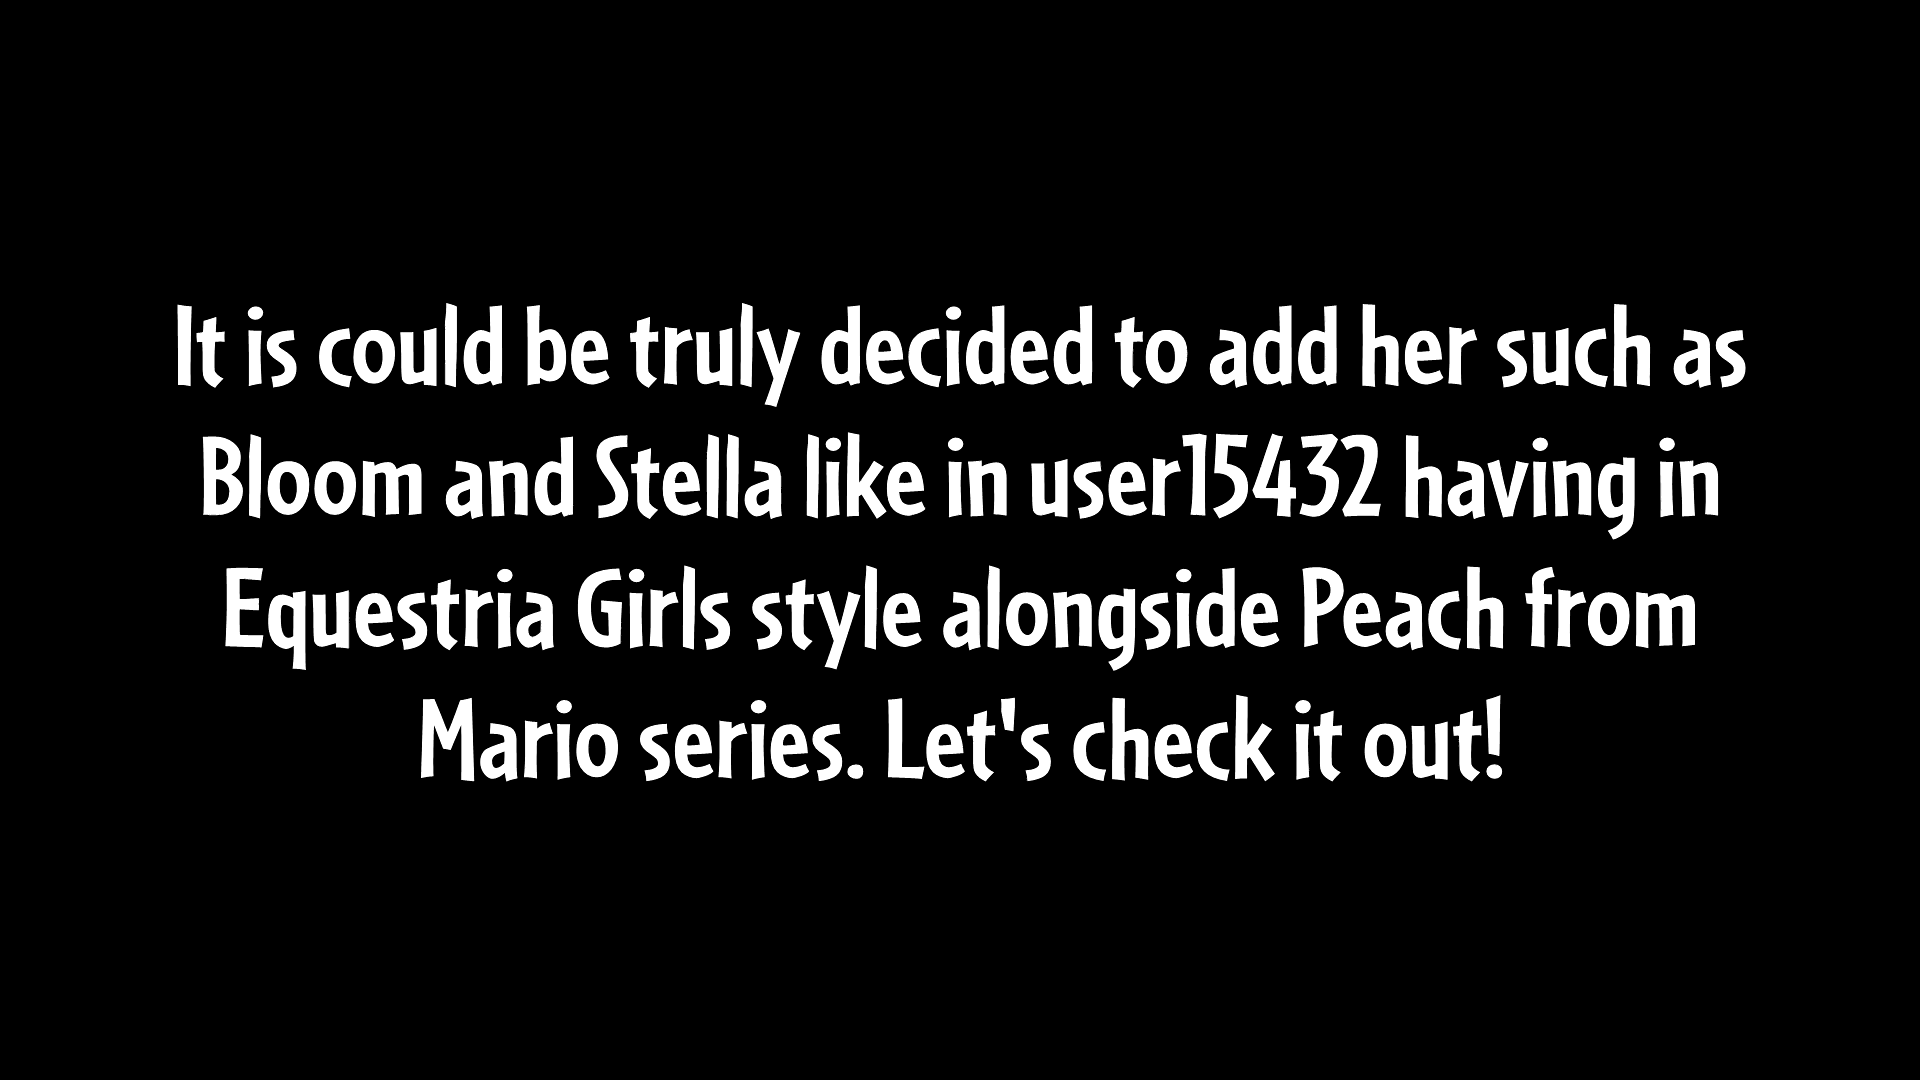 It is could be truly decided to add her such as
Bloom and Stella like in user15432 having in
Equestria Girls style alongside Peach from
Mario series. Let's check it out!